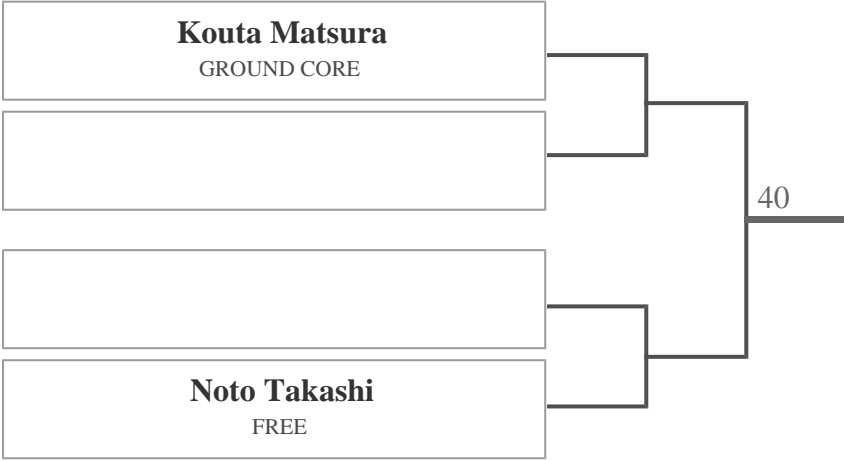 Kouta Matsura
GROUND CORE
40
Noto Takashi
FREE